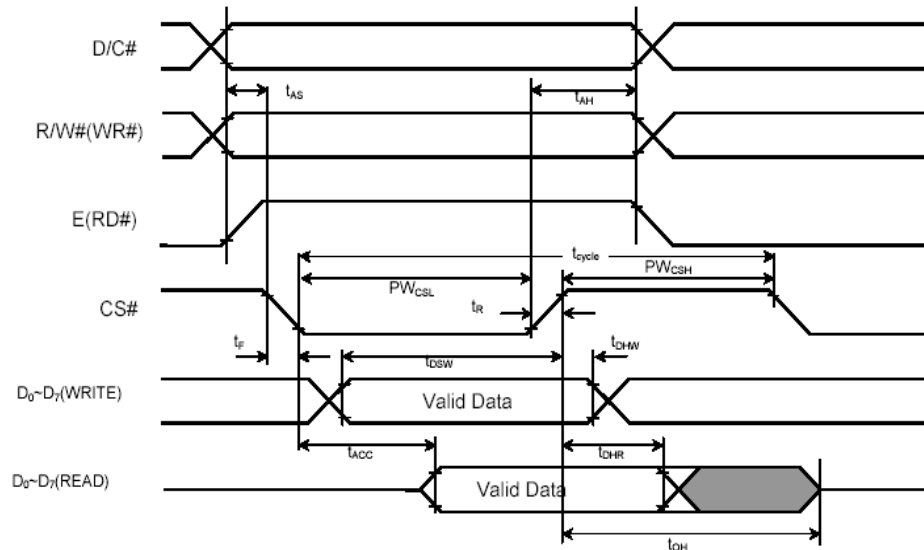 D/C#
tAS
tAH
R/W#(WR#)
E(RD#)
tcycle
PWCSL
PWCSH
CS#
tR
tF
tDSW
tDHW
D0~D7(WRITE)
Valid Data
tACC
tDHR
D0~D7(READ)
Valid Data
tOH